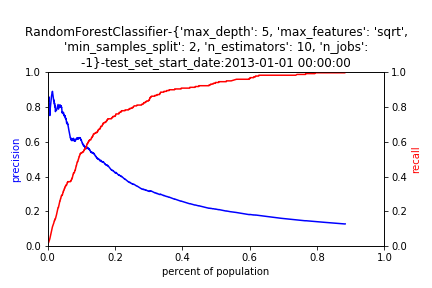 RandomForestClassifier-{'max_depth': 5, 'max_features': 'sqrt',
'min_samples_split': 2, 'n_estimators': 10, 'n_jobs':
-1}-test_set_start_date:2013-01-01 00:00:00
1.0
0.8
0.6
0.4
0.2
0.0
precision
1.0
0.8
0.6
0.4
0.2
0.0
recall
0.0 0.2 0.4 0.6 0.8 1.0
percent of population